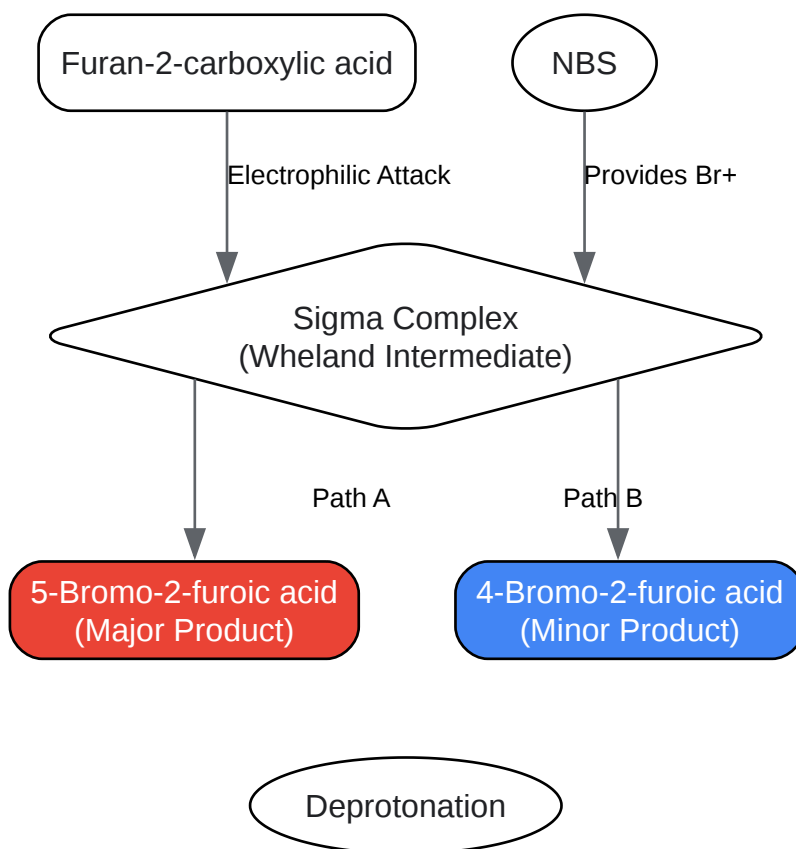 Furan-2-carboxylic acid
NBS
Electrophilic Attack
Provides Br+
Sigma Complex
(Wheland Intermediate)
Path A
Path B
5-Bromo-2-furoic acid
(Major Product)
4-Bromo-2-furoic acid
(Minor Product)
Deprotonation